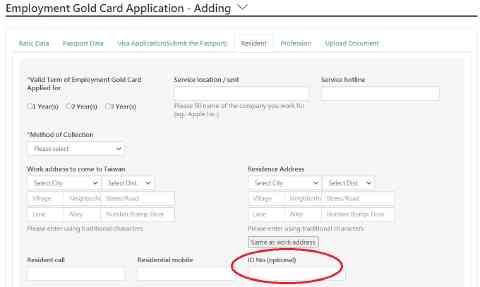 Employment Gold Card Application - Adding
Basic Data Passport Data Visa Application(Submit the Passport) Resident Profession Upload Document
*Valid Term of Employment Gold Card Applied for
1 Year(s) 2 Year(s) 3 Year(s)
Service location / unit
Please fill name of the company you work for
(eg.: Apple Inc.)
Service hotline
*Method of Collection
Please select
Work address to come to Taiwan
Select City Select Dist.
Village Neighborho Street/Road
Lane Alley Number Stamps Floor
Please enter using traditional characters
Residence Address
Select City Select Dist.
Village Neighborho Street/Road
Lane Alley Number Stamps Floor
Please enter using traditional characters
Same as work address
Resident call Resident mobile ID No.(optional)